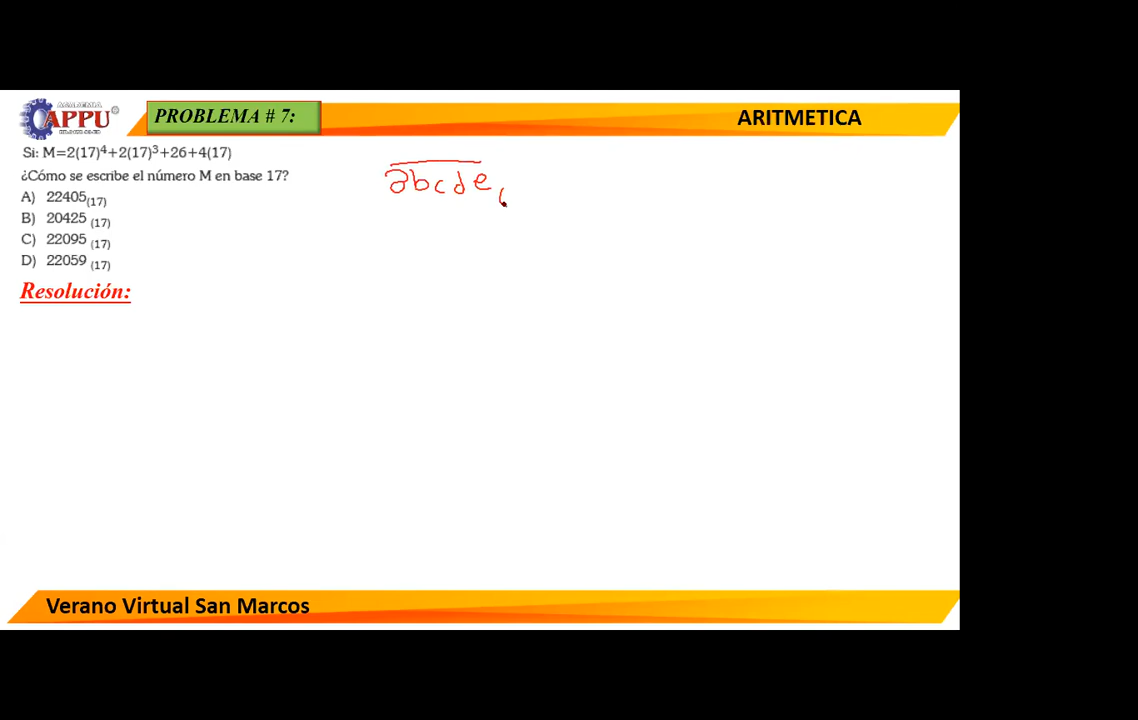 ACADEMIA
APPU
PROBLEMA # 7:
ARITMETICA
Si: M=2(17)⁴+2(17)³+26+4(17)
¿Cómo se escribe el número M en base 17?
A) 22405(17)
B) 20425 (17)
C) 22095 (17)
D) 22059 (17)
abcde(
Resolución:
Verano Virtual San Marcos